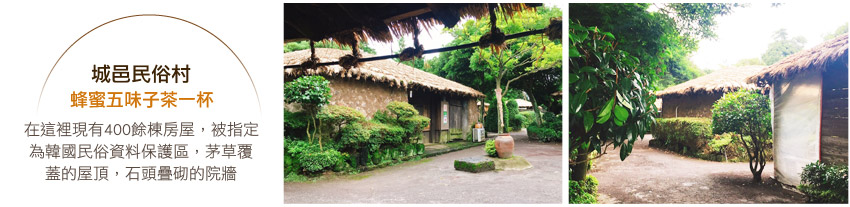 城邑民俗村
蜂蜜五味子茶一杯
在這裡現有400餘棟房屋，被指定
為韓國民俗資料保護區，茅草覆
蓋的屋頂，石頭疊砌的院牆